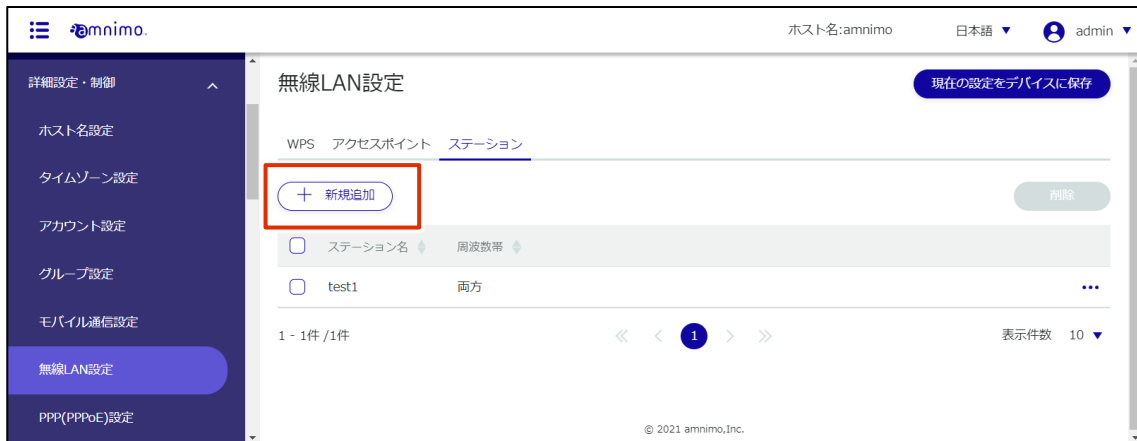 amnimo.
ホスト名:amnimo 日本語 ▼ admin ▼
詳細設定・制御
ホスト名設定
タイムゾーン設定
アカウント設定
グループ設定
モバイル通信設定
無線LAN設定
PPP(PPPoE)設定
無線LAN設定
現在の設定をデバイスに保存
WPS アクセスポイント ステーション
+ 新規追加
削除
ステーション名 周波数帯
test1 両方
1 - 1件 /1件
1
表示件数 10 ▼
© 2021 amnimo,Inc.